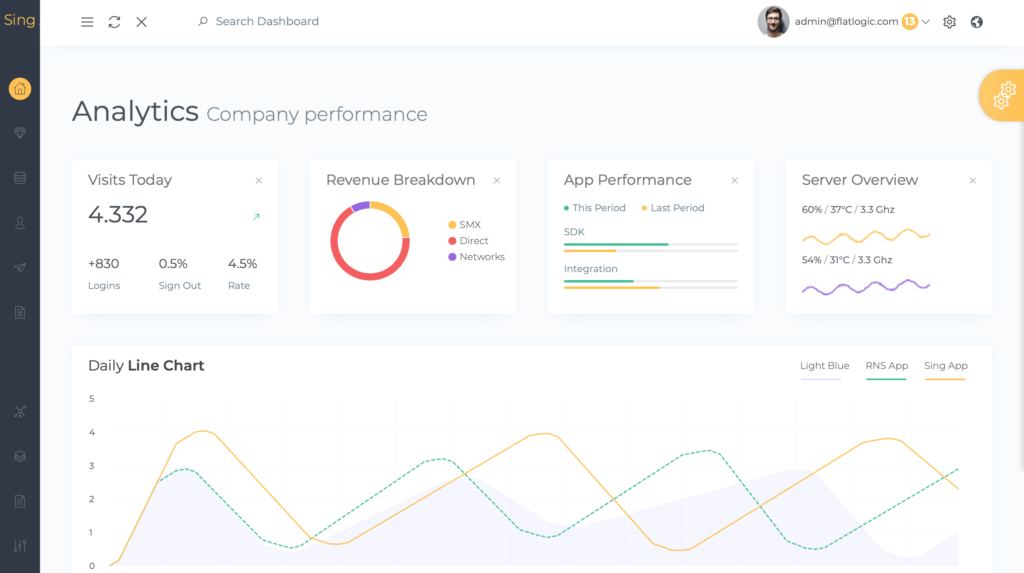 Sing
Search Dashboard
admin@flatlogic.com 13
Analytics Company performance
Visits Today
4.332
+830 0.5% 4.5%
Logins Sign Out Rate
Revenue Breakdown
SMX
Direct
Networks
App Performance
This Period Last Period
SDK
Integration
Server Overview
60% / 37°C / 3.3 Ghz
54% / 31°C / 3.3 Ghz
Daily Line Chart
Light Blue RNS App Sing App
5
4
3
2
1
0